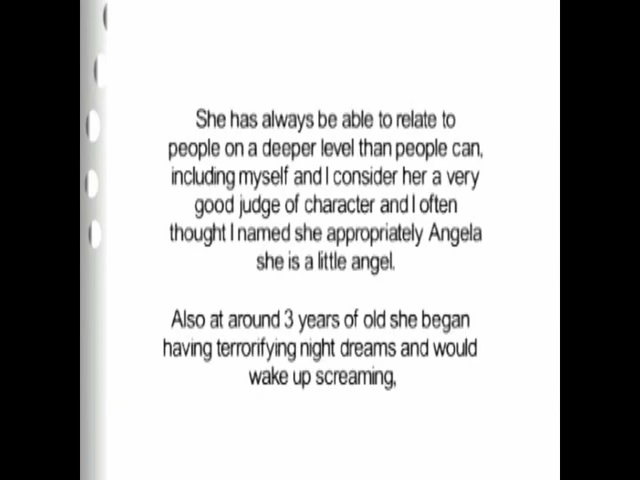 She has always be able to relate to
people on a deeper level than people can,
including myself and I consider her a very
good judge of character and I often
thought I named she appropriately Angela
she is a little angel.
Also at around 3 years of old she began
having terrorifying night dreams and would
wake up screaming,